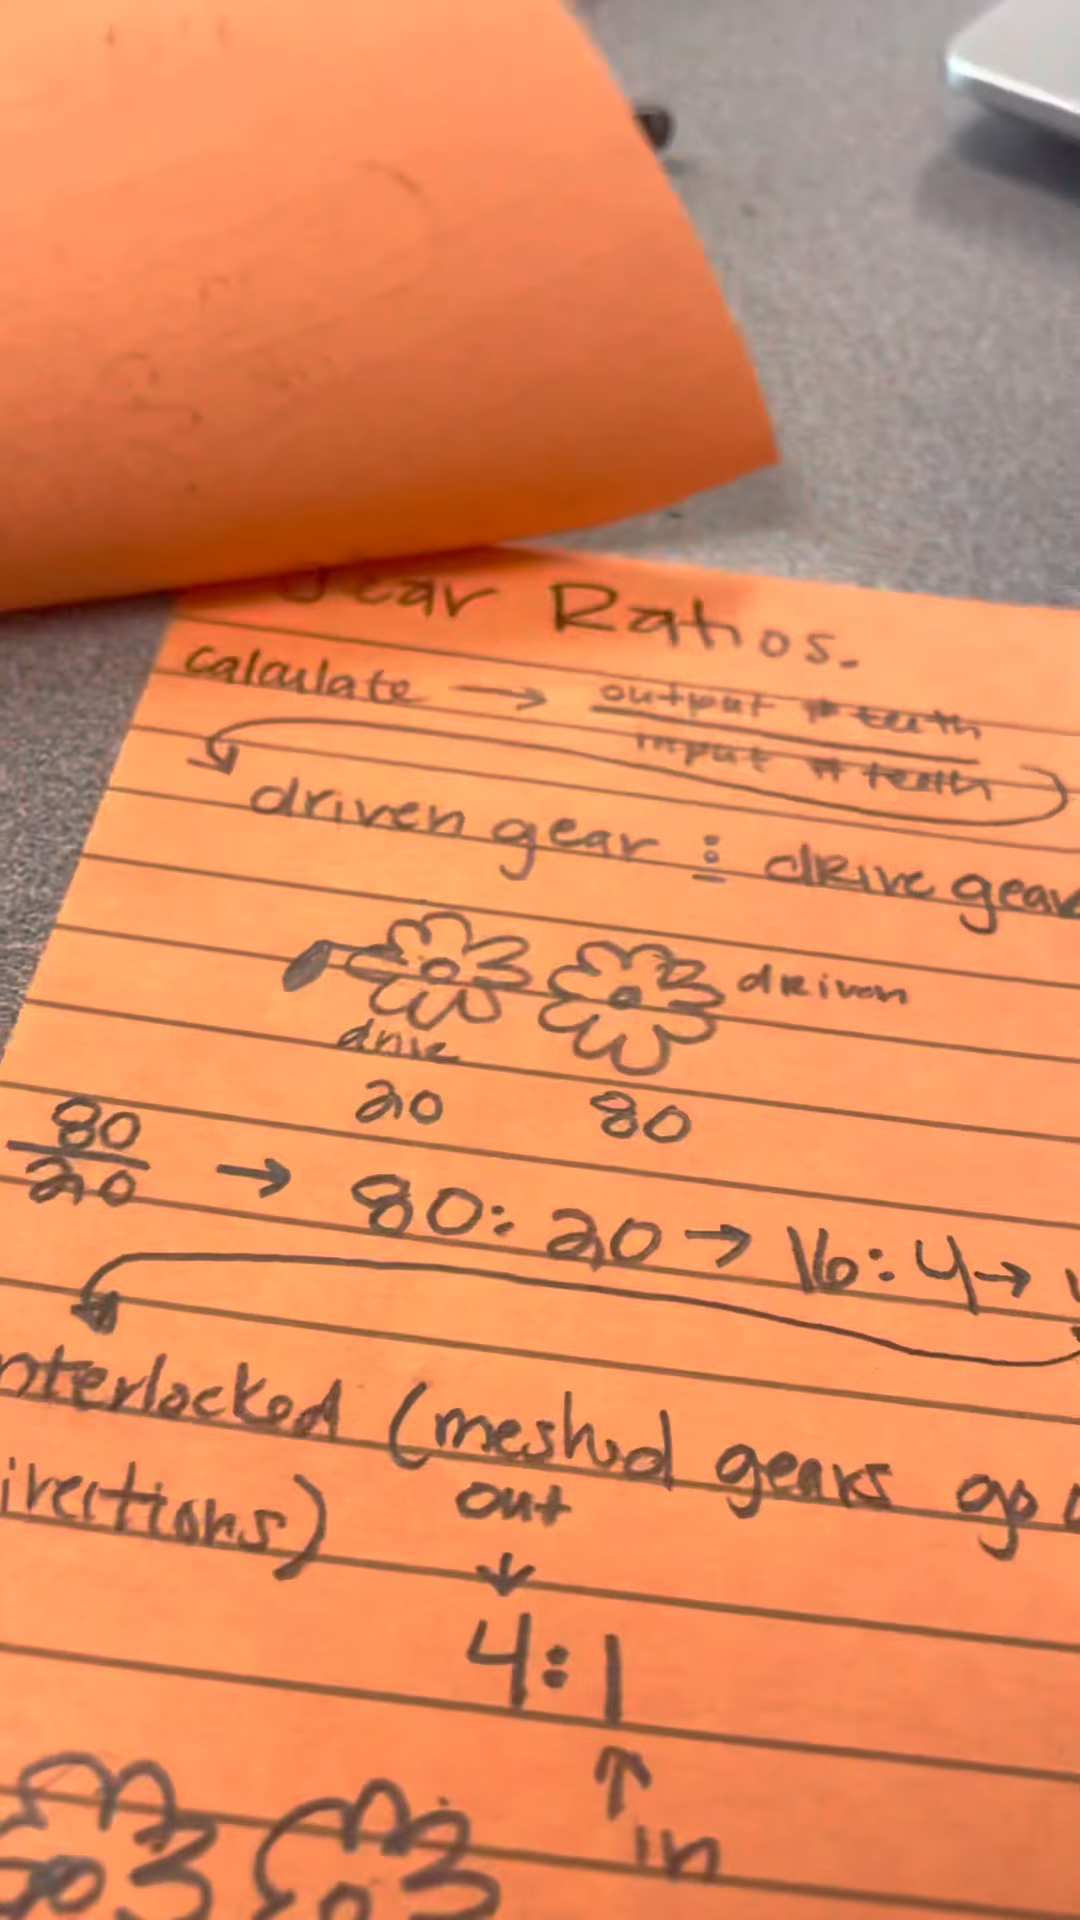 Gear Ratios.
calculate → output # teeth
input # teeth
driven gear : drive gear
driven
drive
20 80
80
20 → 80: 20 → 16:4 →
nterlocked (meshed gears go
irections)
out
↓
4:1
↑
in